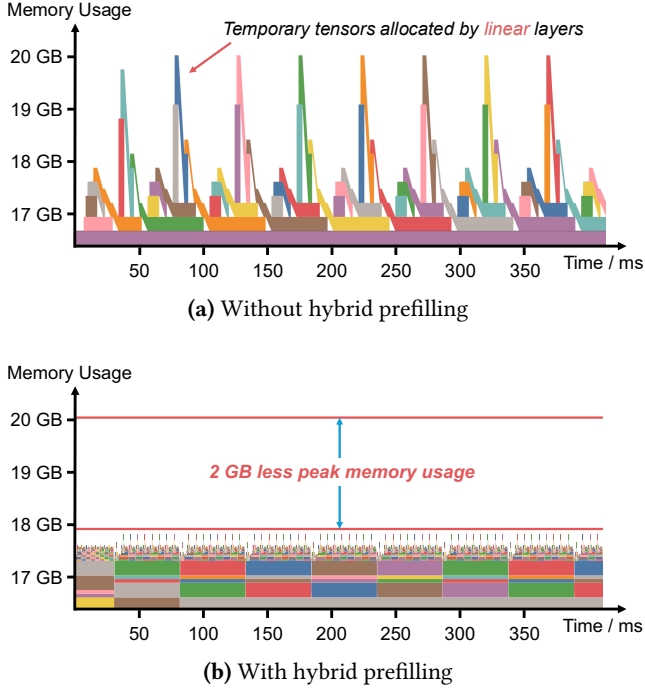 Memory Usage
Temporary tensors allocated by linear layers
20 GB
19 GB
18 GB
17 GB
50 100 150 200 250 300 350
Time / ms
(a) Without hybrid prefilling
Memory Usage
20 GB
2 GB less peak memory usage
19 GB
18 GB
17 GB
50 100 150 200 250 300 350
Time / ms
(b) With hybrid prefilling